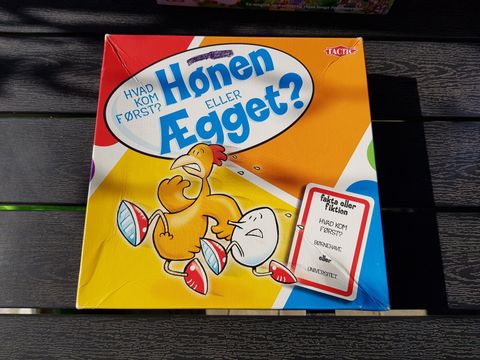 TACTIC
HVAD
KOM
FØRST?
Hønen
ELLER
Ægget?
fakta eller
fiktion
HVAD KOM
FØRST?
BØRNEHAVE
eller
UNIVERSITET